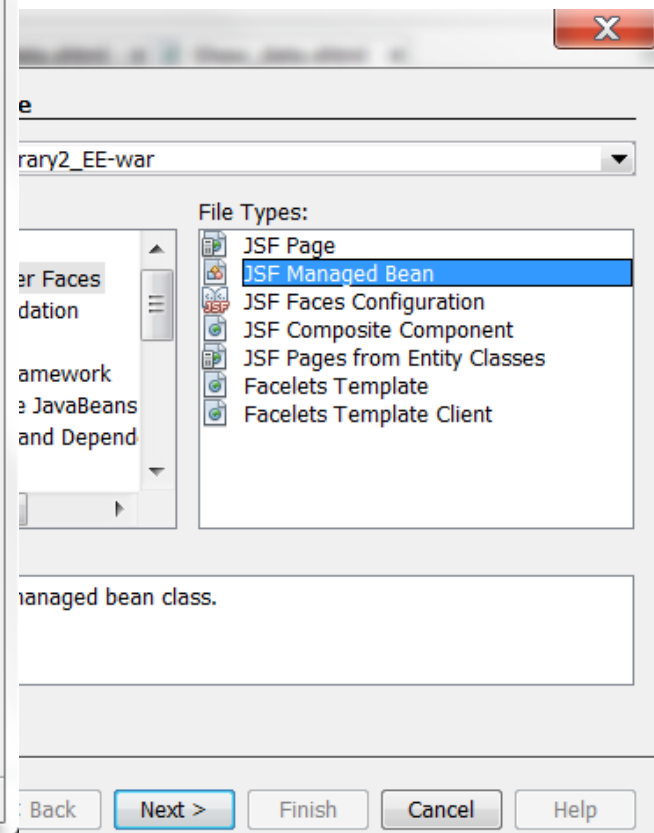 e
rary2_EE-war
File Types:
er Faces
dation
amework
e JavaBeans
and Depend
JSF Page
JSF Managed Bean
JSF Faces Configuration
JSF Composite Component
JSF Pages from Entity Classes
Facelets Template
Facelets Template Client
managed bean class.
Back
Next >
Finish
Cancel
Help